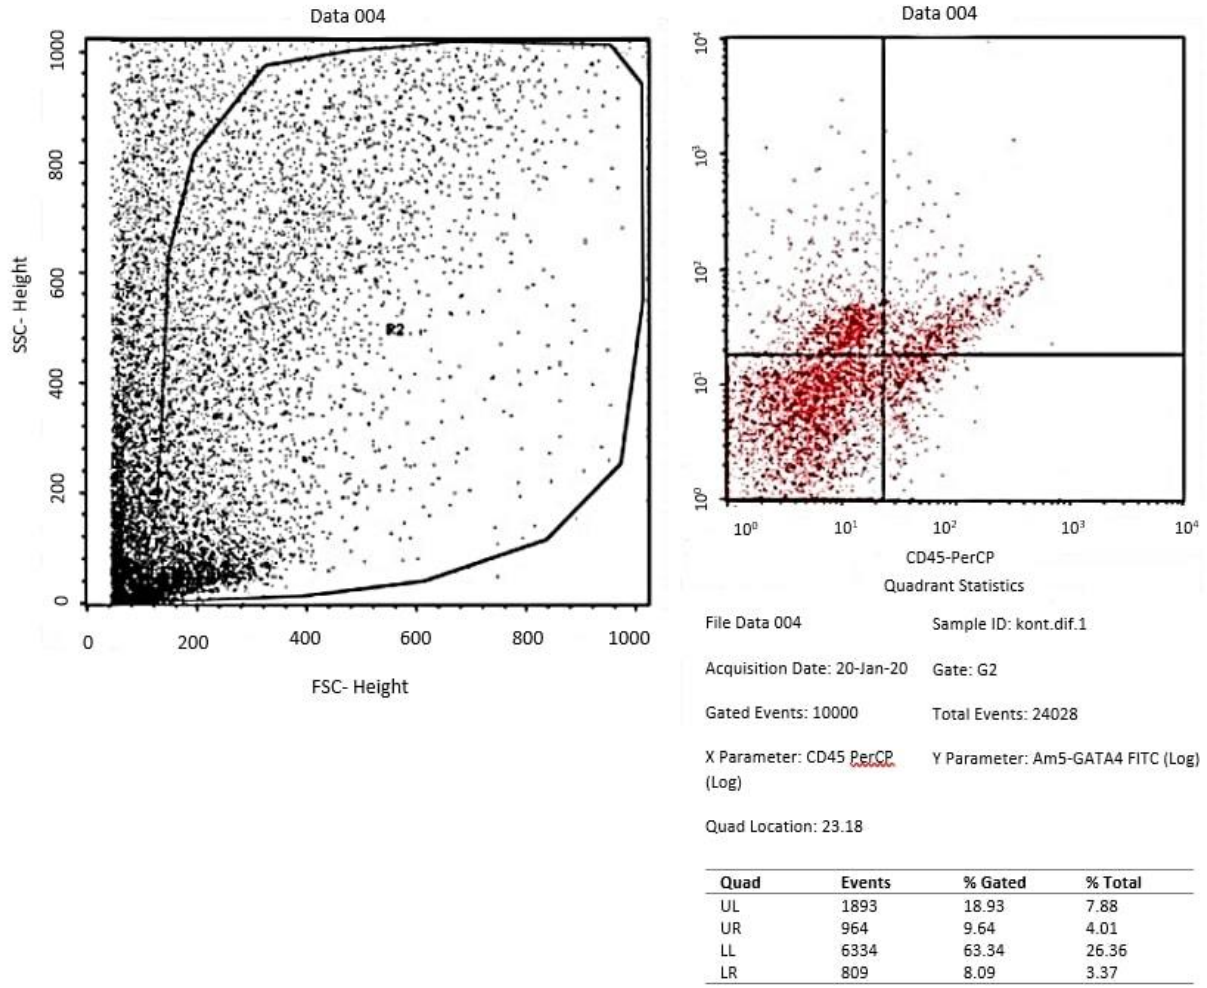 Data 004
1000
800
600
400
200
0
SSC- Height
R2
0 200 400 600 800 1000
FSC- Height
Data 004
10⁴
10³
10²
10¹
10⁰
10⁰ 10¹ 10² 10³ 10⁴
CD45-PerCP
Quadrant Statistics
File Data 004 Sample ID: kont.dif.1
Acquisition Date: 20-Jan-20 Gate: G2
Gated Events: 10000 Total Events: 24028
X Parameter: CD45 PerCP Y Parameter: Am5-GATA4 FITC (Log)
(Log)
Quad Location: 23.18
Quad Events % Gated % Total
UL 1893 18.93 7.88
UR 964 9.64 4.01
LL 6334 63.34 26.36
LR 809 8.09 3.37